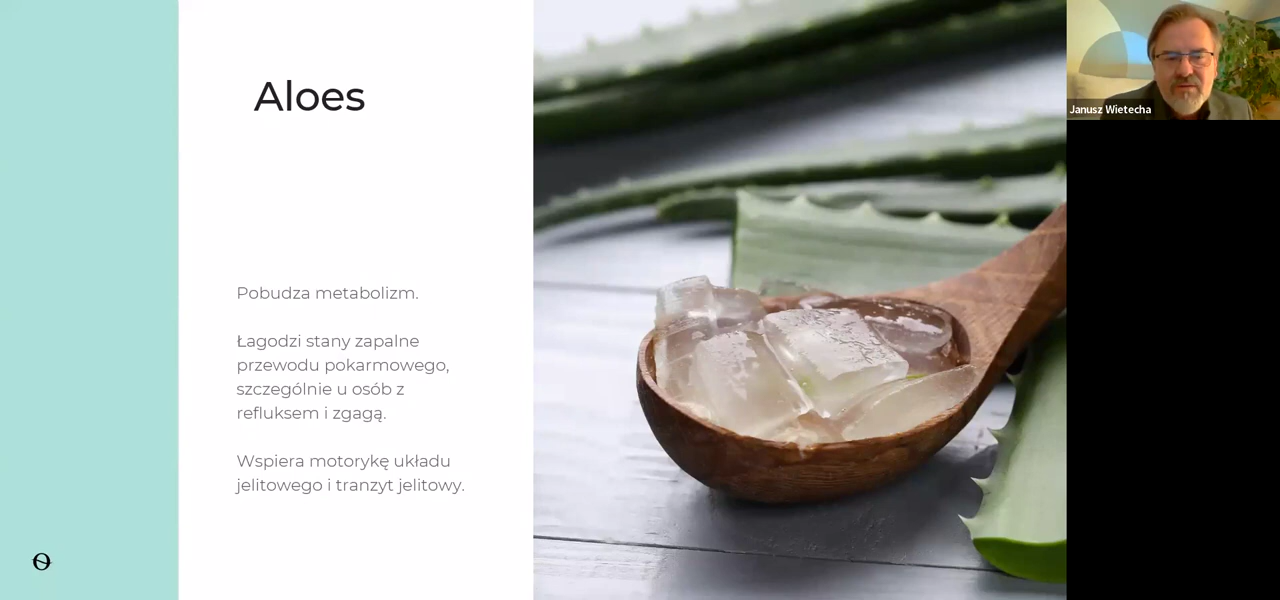 Aloes
Pobudza metabolizm.
Łagodzi stany zapalne
przewodu pokarmowego,
szczególnie u osób z
refluksem i zgagą.
Wspiera motorykę układu
jelitowego i tranzyt jelitowy.
Janusz Wietecha